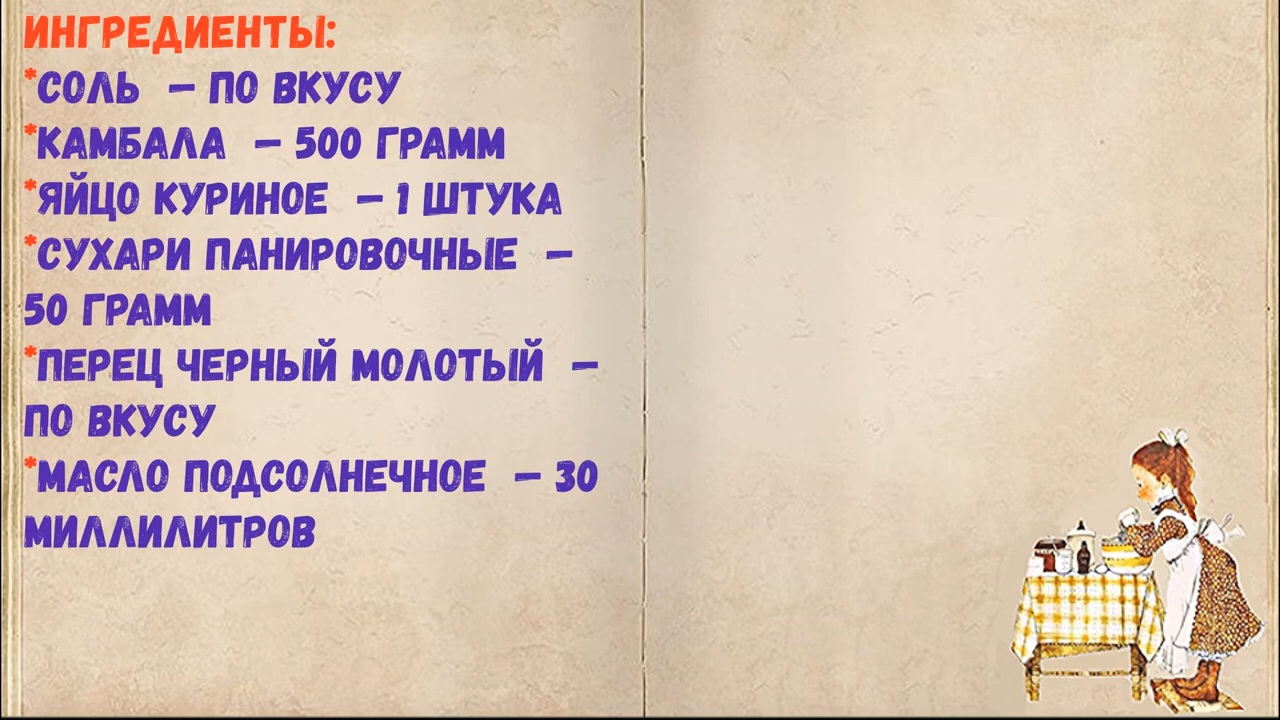 ИНГРЕДИЕНТЫ:
*СОЛЬ – ПО ВКУСУ
*КАМБАЛА – 500 ГРАММ
*ЯЙЦО КУРИНОЕ – 1 ШТУКА
*СУХАРИ ПАНИРОВОЧНЫЕ –
50 ГРАММ
*ПЕРЕЦ ЧЕРНЫЙ МОЛОТЫЙ –
ПО ВКУСУ
*МАСЛО ПОДСОЛНЕЧНОЕ – 30
МИЛЛИЛИТРОВ